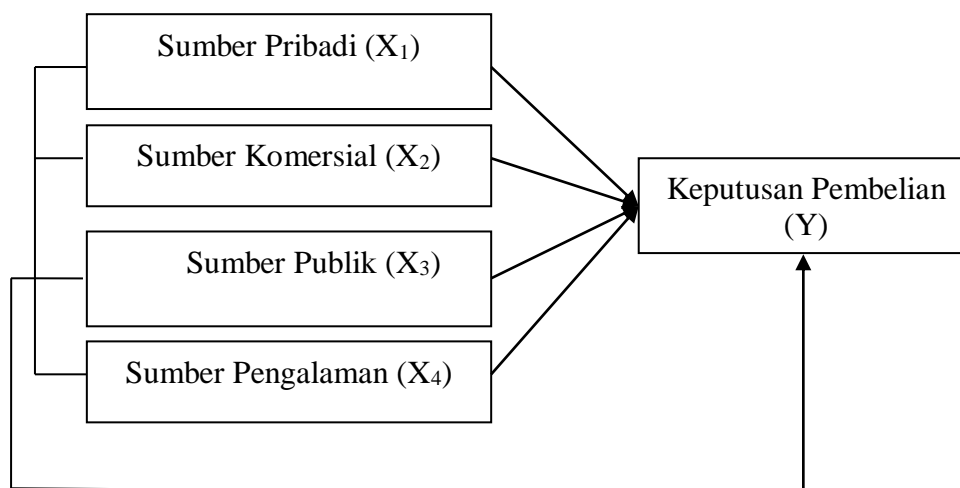 Sumber Pribadi (X₁)
Sumber Komersial (X₂)
Sumber Publik (X₃)
Sumber Pengalaman (X₄)
Keputusan Pembelian
(Y)